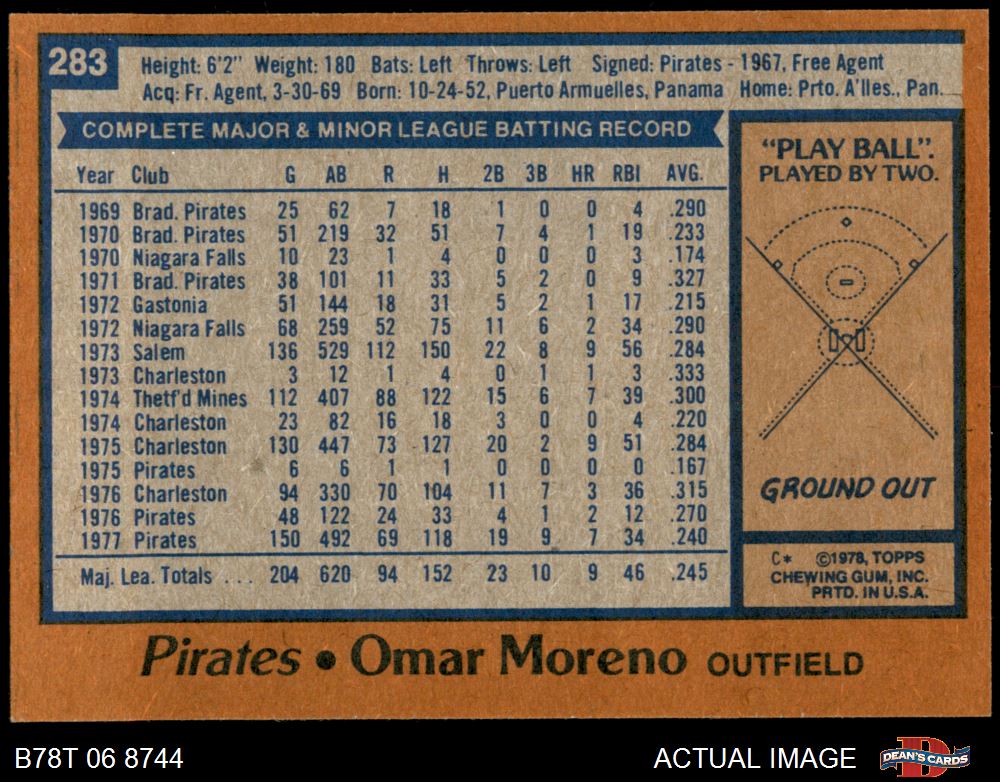 283
Height: 6'2" Weight: 180 Bats: Left Throws: Left Signed: Pirates - 1967, Free Agent
Acq: Fr. Agent, 3-30-69 Born: 10-24-52, Puerto Armuelles, Panama Home: Prto. A'lles., Pan.
COMPLETE MAJOR & MINOR LEAGUE BATTING RECORD
Year Club G AB R H 2B 3B HR RBI AVG.
1969 Brad. Pirates 25 62 7 18 1 0 0 4 .290
1970 Brad. Pirates 51 219 32 51 7 4 1 19 .233
1970 Niagara Falls 10 23 1 4 0 0 0 3 .174
1971 Brad. Pirates 38 101 11 33 5 2 0 9 .327
1972 Gastonia 51 144 18 31 5 2 1 17 .215
1972 Niagara Falls 68 259 52 75 11 6 2 34 .290
1973 Salem 136 529 112 150 22 8 9 56 .284
1973 Charleston 3 12 1 4 0 1 1 3 .333
1974 Thetf'd Mines 112 407 88 122 15 6 7 39 .300
1974 Charleston 23 82 16 18 3 0 0 4 .220
1975 Charleston 130 447 73 127 20 2 9 51 .284
1975 Pirates 6 6 1 1 0 0 0 0 .167
1976 Charleston 94 330 70 104 11 7 3 36 .315
1976 Pirates 48 122 24 33 4 1 2 12 .270
1977 Pirates 150 492 69 118 19 9 7 34 .240
Maj. Lea. Totals ... 204 620 94 152 23 10 9 46 .245
"PLAY BALL".
PLAYED BY TWO.
GROUND OUT
C* ©1978, TOPPS
CHEWING GUM, INC.
PRTD. IN U.S.A.
Pirates • Omar Moreno OUTFIELD
B78T 06 8744
ACTUAL IMAGE
DEAN'S CARDS